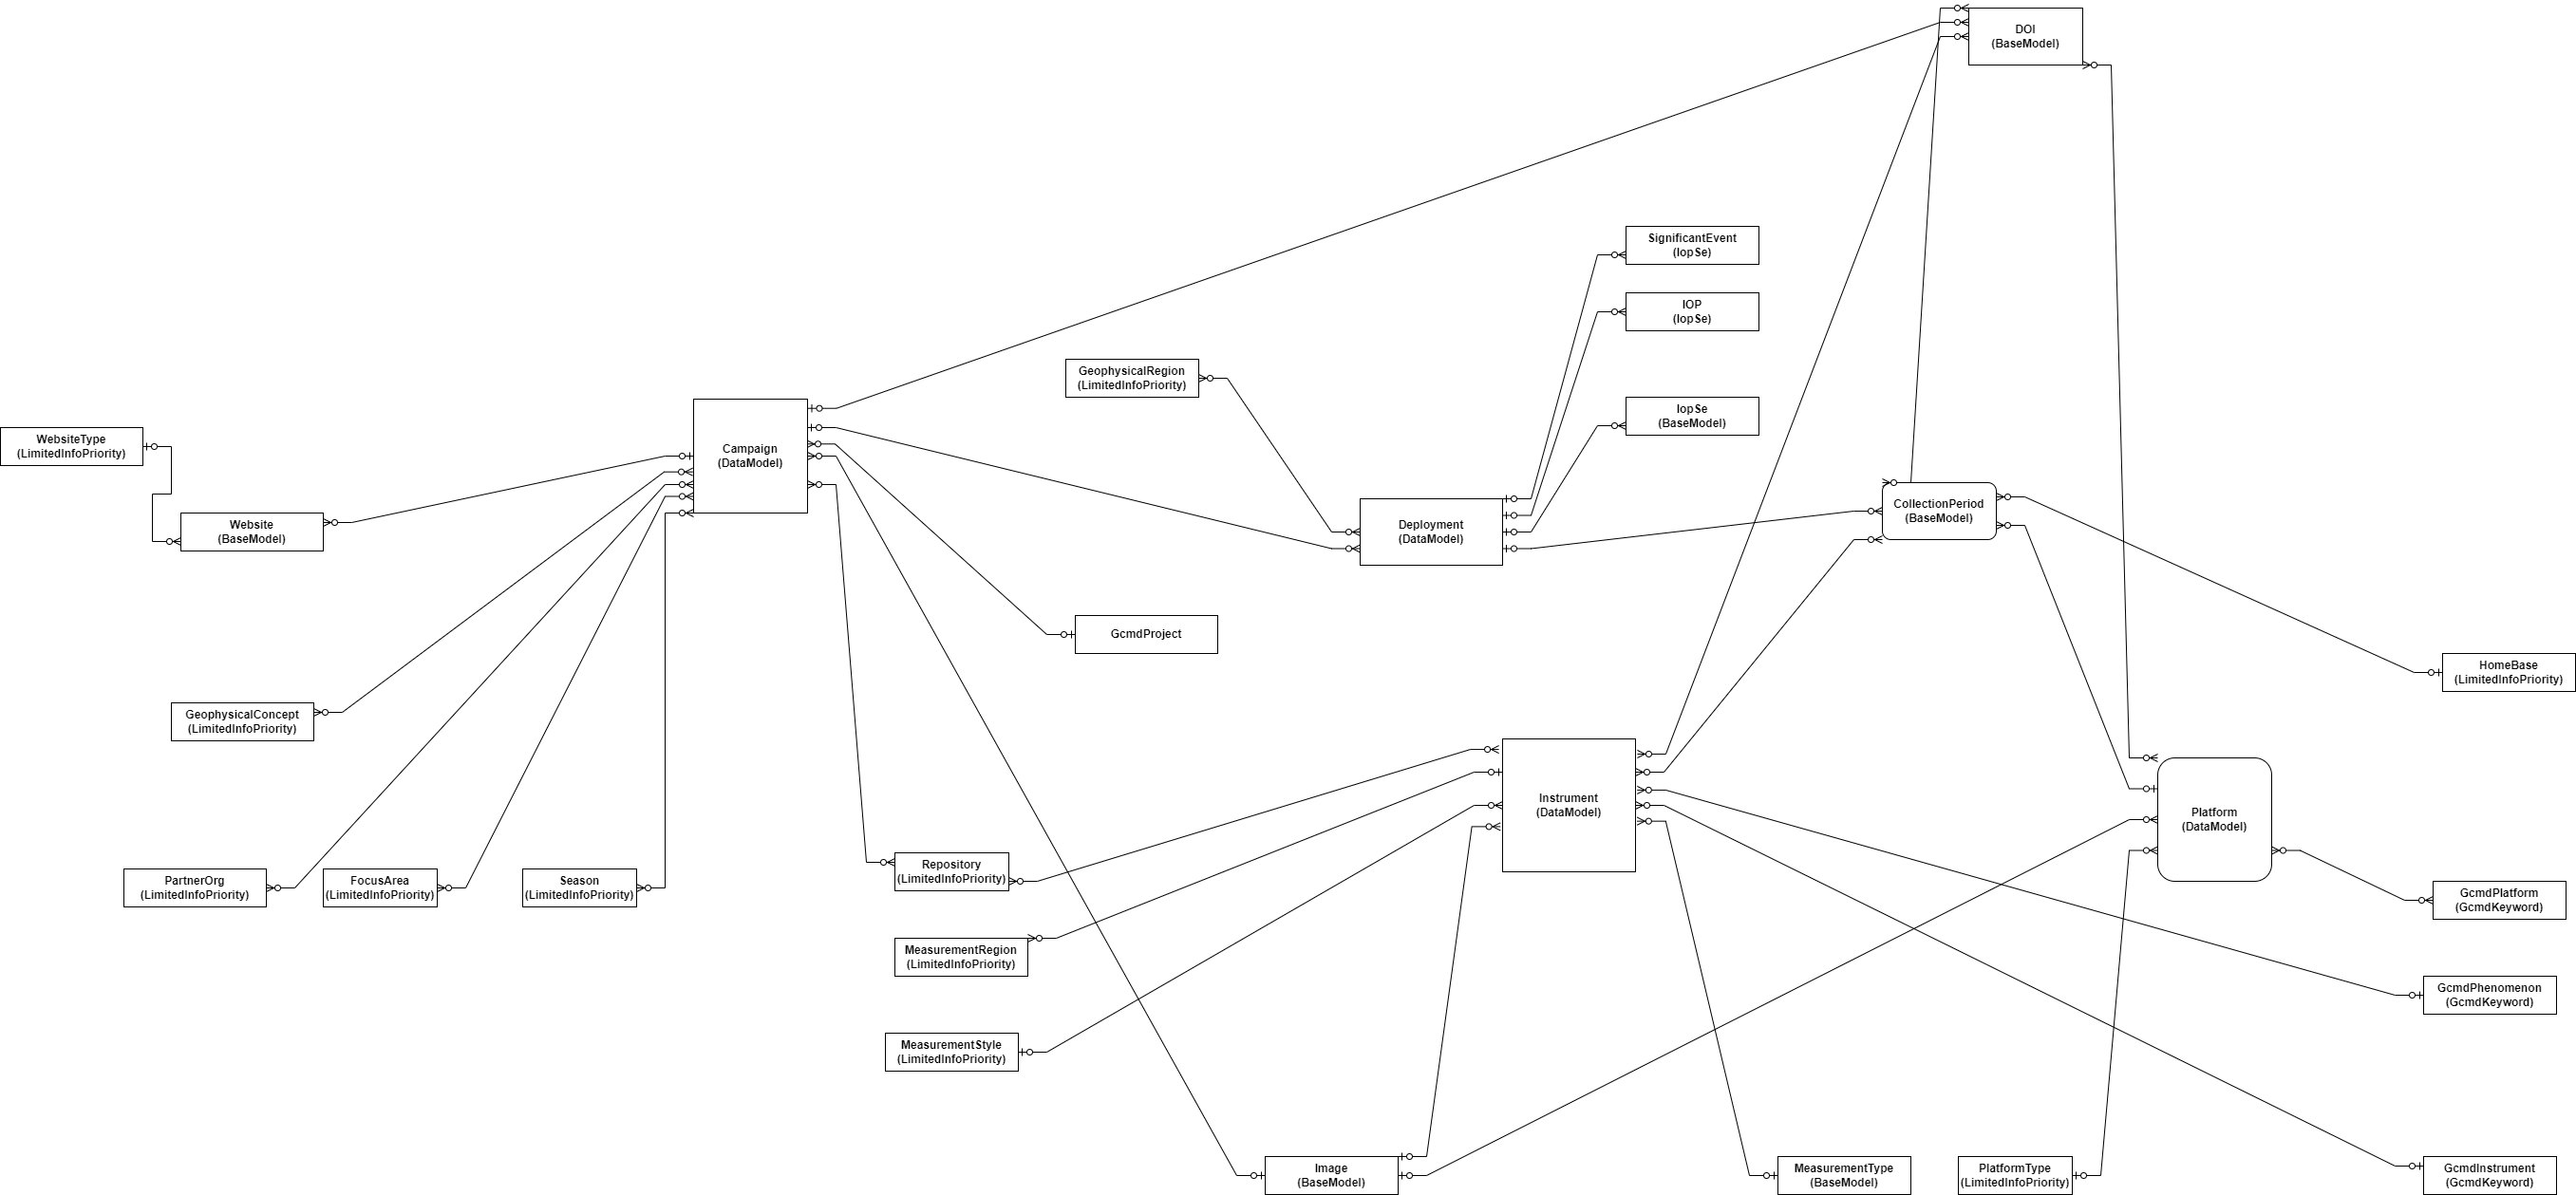 DOI
(BaseModel)
SignificantEvent
(IopSe)
IOP
(IopSe)
GeophysicalRegion
(LimitedInfoPriority)
IopSe
(BaseModel)
WebsiteType
(LimitedInfoPriority)
Campaign
(DataModel)
Website
(BaseModel)
Deployment
(DataModel)
CollectionPeriod
(BaseModel)
GcmdProject
HomeBase
(LimitedInfoPriority)
GeophysicalConcept
(LimitedInfoPriority)
Instrument
(DataModel)
Platform
(DataModel)
PartnerOrg
(LimitedInfoPriority)
FocusArea
(LimitedInfoPriority)
Season
(LimitedInfoPriority)
Repository
(LimitedInfoPriority)
GcmdPlatform
(GcmdKeyword)
MeasurementRegion
(LimitedInfoPriority)
GcmdPhenomenon
(GcmdKeyword)
MeasurementStyle
(LimitedInfoPriority)
Image
(BaseModel)
MeasurementType
(BaseModel)
PlatformType
(LimitedInfoPriority)
GcmdInstrument
(GcmdKeyword)